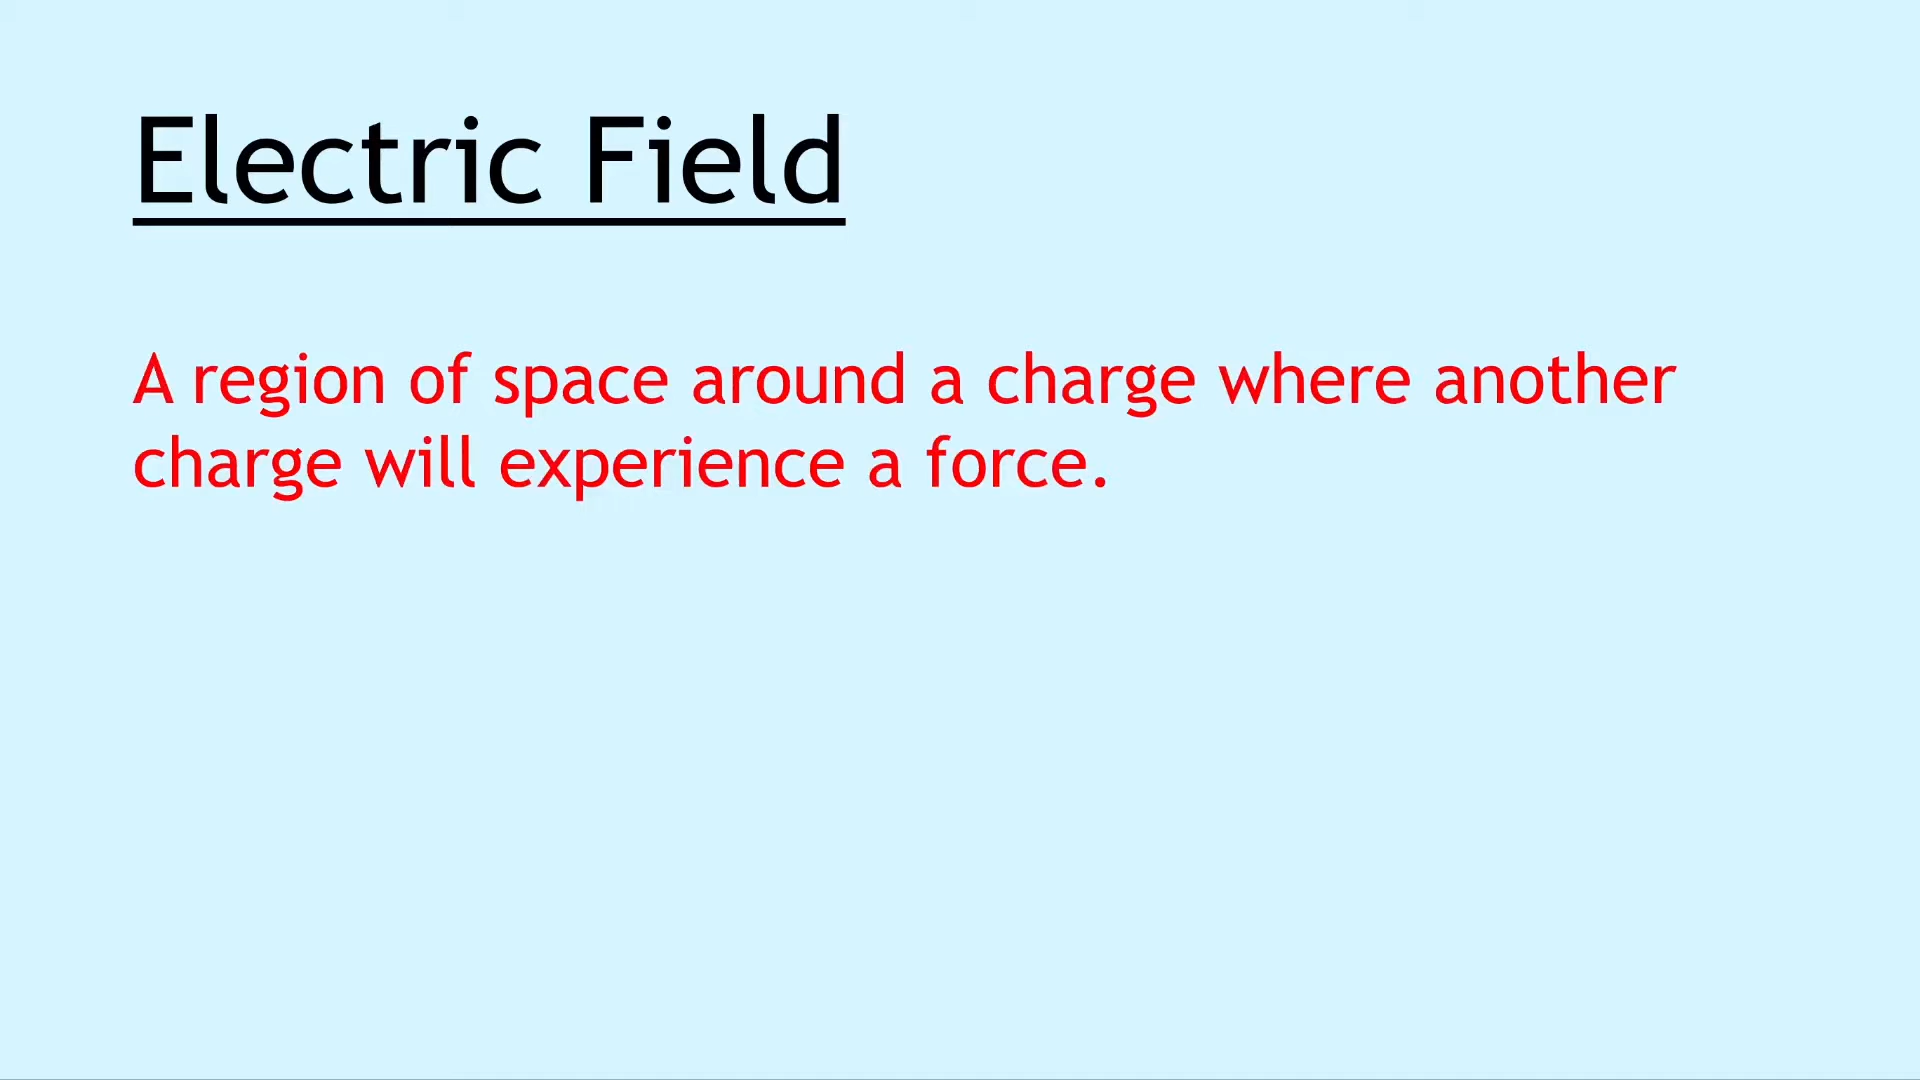 Electric Field
A region of space around a charge where another
charge will experience a force.